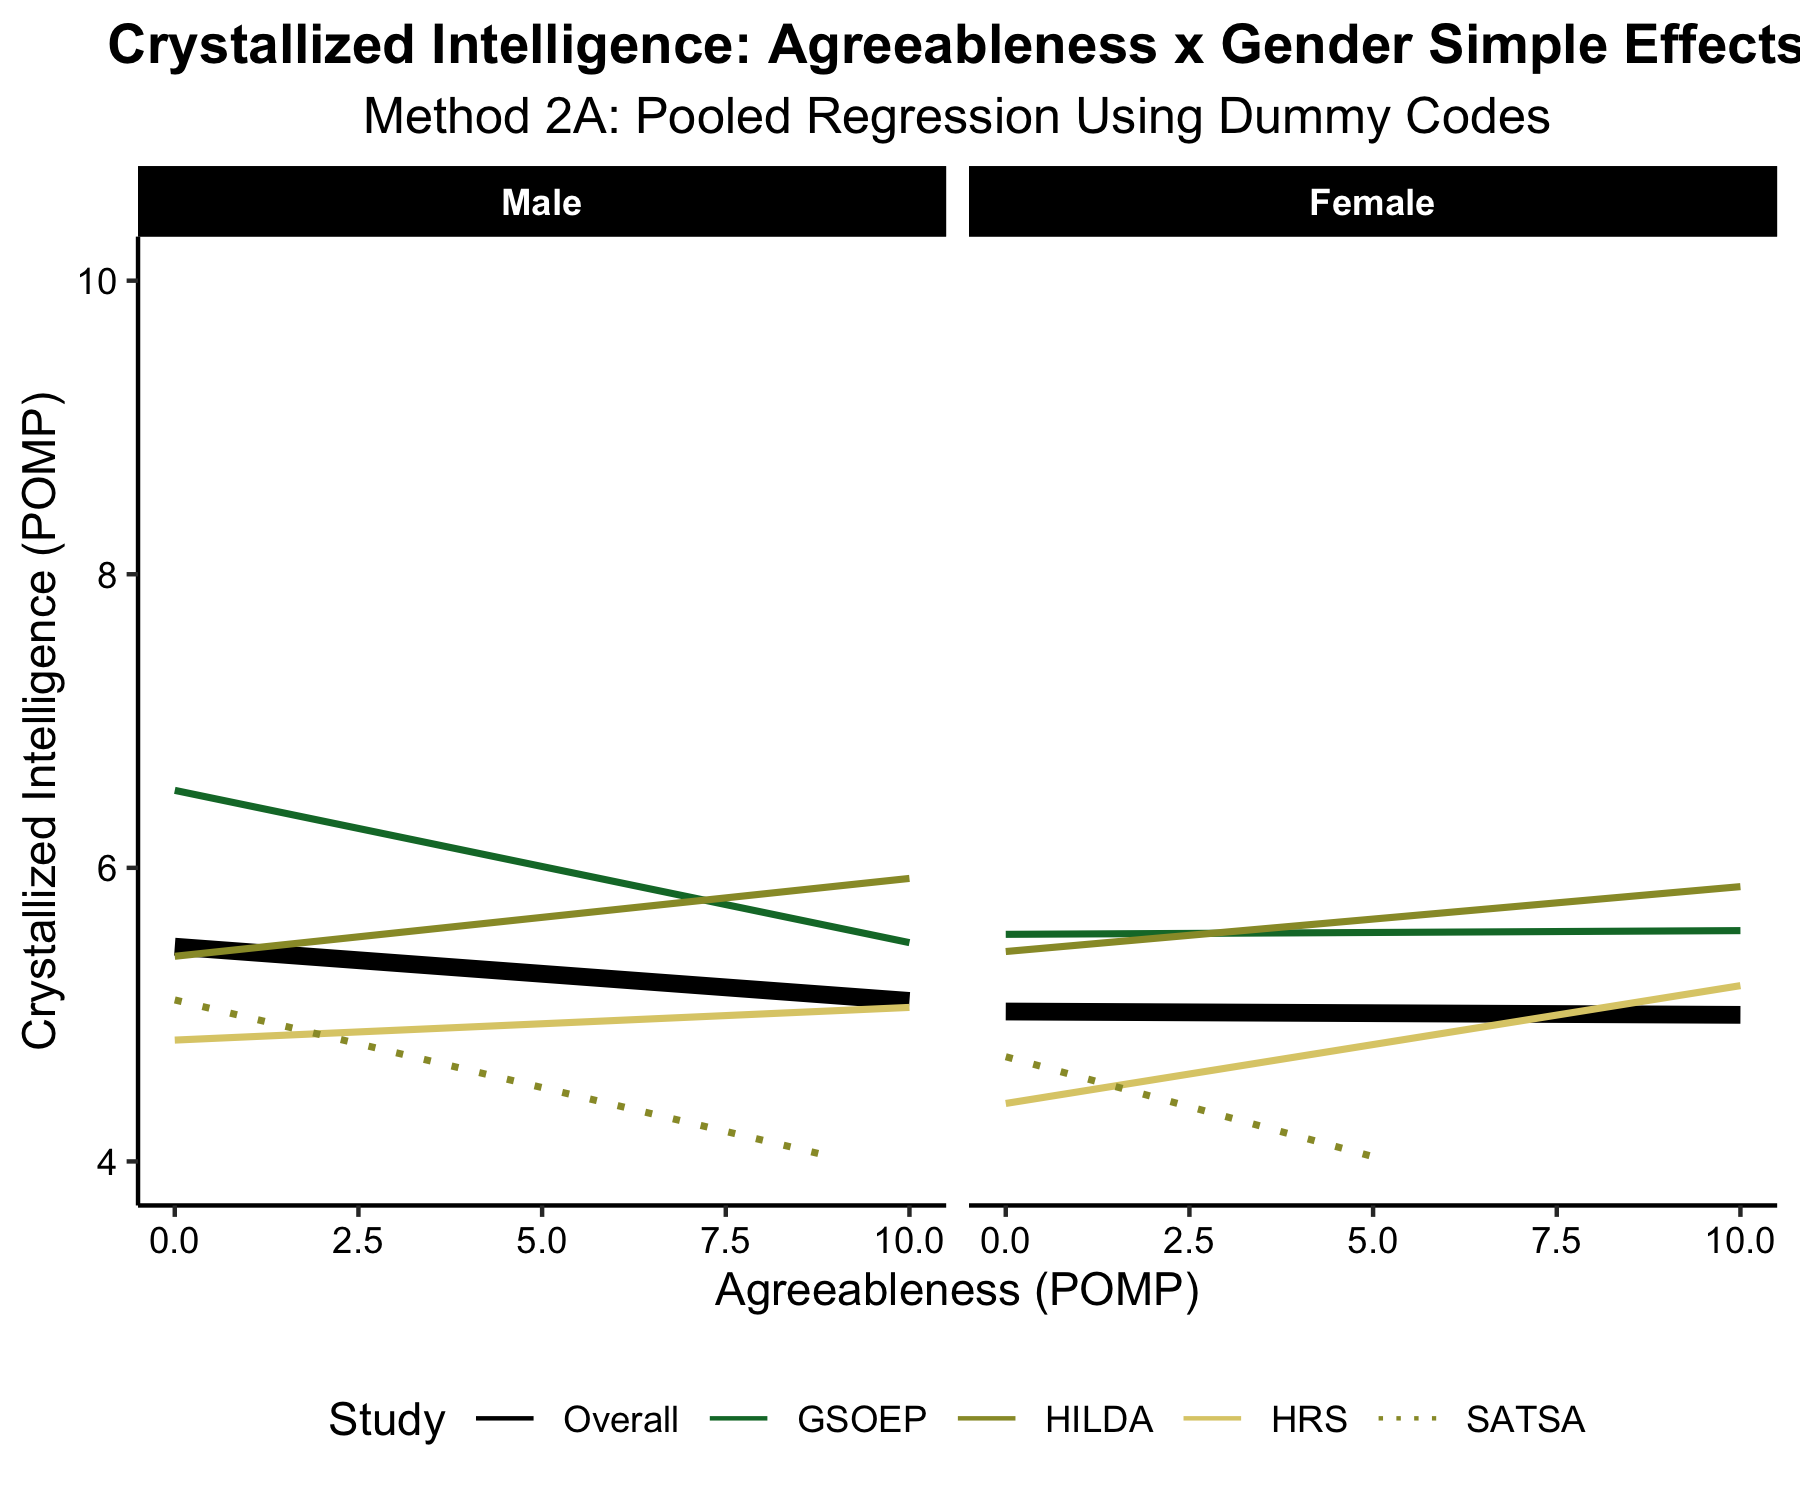 Crystallized Intelligence: Agreeableness x Gender Simple Effects
Method 2A: Pooled Regression Using Dummy Codes
Male
Female
Crystallized Intelligence (POMP)
10
8
6
4
0.0 2.5 5.0 7.5 10.0
0.0 2.5 5.0 7.5 10.0
Agreeableness (POMP)
Study Overall GSOEP HILDA HRS SATSA